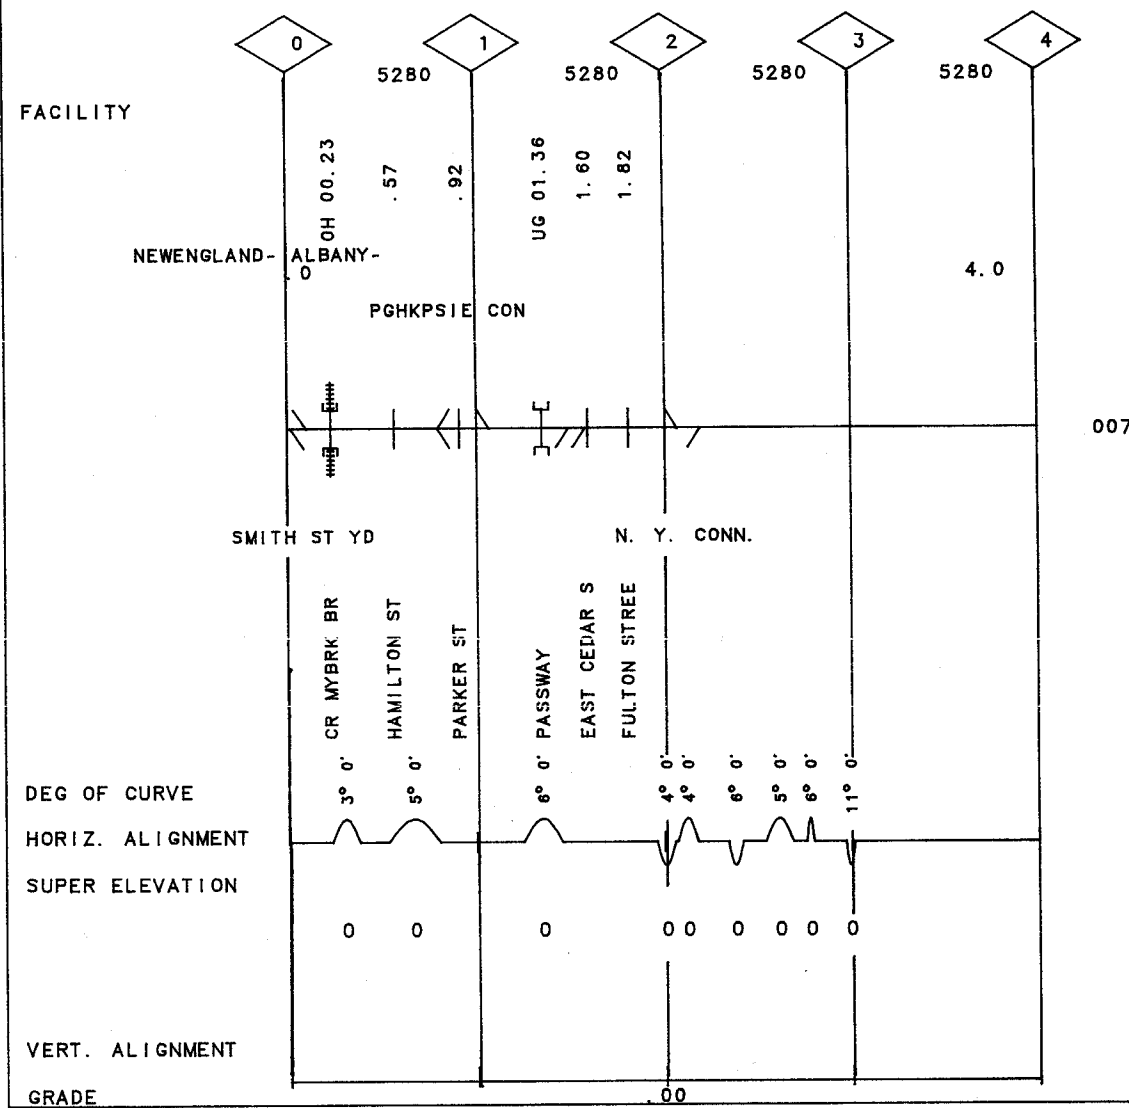 0 1 2 3 4
5280 5280 5280 5280
FACILITY
OH 00.23
.57
.92
UG 01.36
1.60
1.82
NEWENGLAND- ALBANY-
0
4.0
PGHKPSIE CON
007
SMITH ST YD
N. Y. CONN.
CR MYBRK BR
HAMILTON ST
PARKER ST
PASSWAY
EAST CEDAR S
FULTON STREE
DEG OF CURVE
3° 0'
5° 0'
6° 0'
4° 0'
4° 0'
6° 0'
5° 0'
6° 0'
11° 0'
HORIZ. ALIGNMENT
SUPER ELEVATION
0 0 0 0 0 0 0 0 0
VERT. ALIGNMENT
GRADE
.00